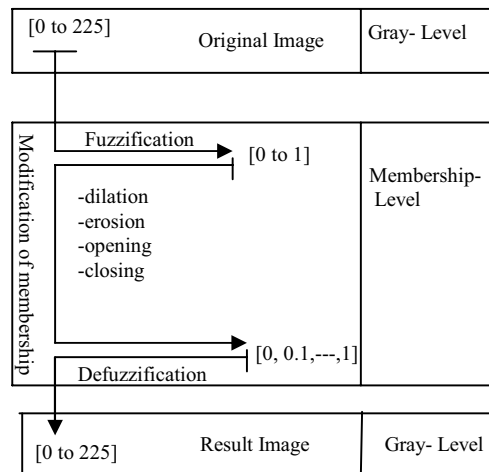 [0 to 225]
Original Image
Gray- Level
Modification of membership
Fuzzification
[0 to 1]
Membership-
Level
-dilation
-erosion
-opening
-closing
[0, 0.1,---,1]
Defuzzification
[0 to 225]
Result Image
Gray- Level